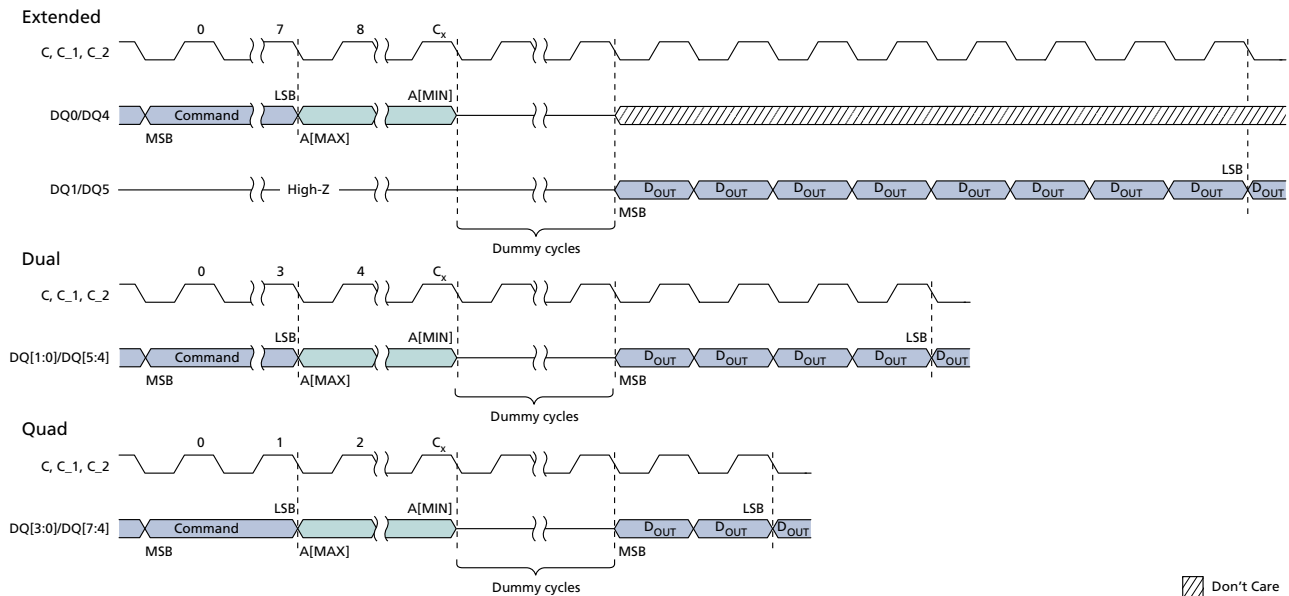 Extended
0 7 8 Cx
C, C_1, C_2
LSB A[MIN]
DQ0/DQ4 Command
MSB A[MAX]
LSB
DQ1/DQ5 High-Z DOUT DOUT DOUT DOUT DOUT DOUT DOUT DOUT DOUT
MSB
Dummy cycles
Dual
0 3 4 Cx
C, C_1, C_2
LSB A[MIN] LSB
DQ[1:0]/DQ[5:4] Command DOUT DOUT DOUT DOUT DOUT
MSB A[MAX] MSB
Dummy cycles
Quad
0 1 2 Cx
C, C_1, C_2
LSB A[MIN] LSB
DQ[3:0]/DQ[7:4] Command DOUT DOUT DOUT
MSB A[MAX] MSB
Dummy cycles
Don't Care